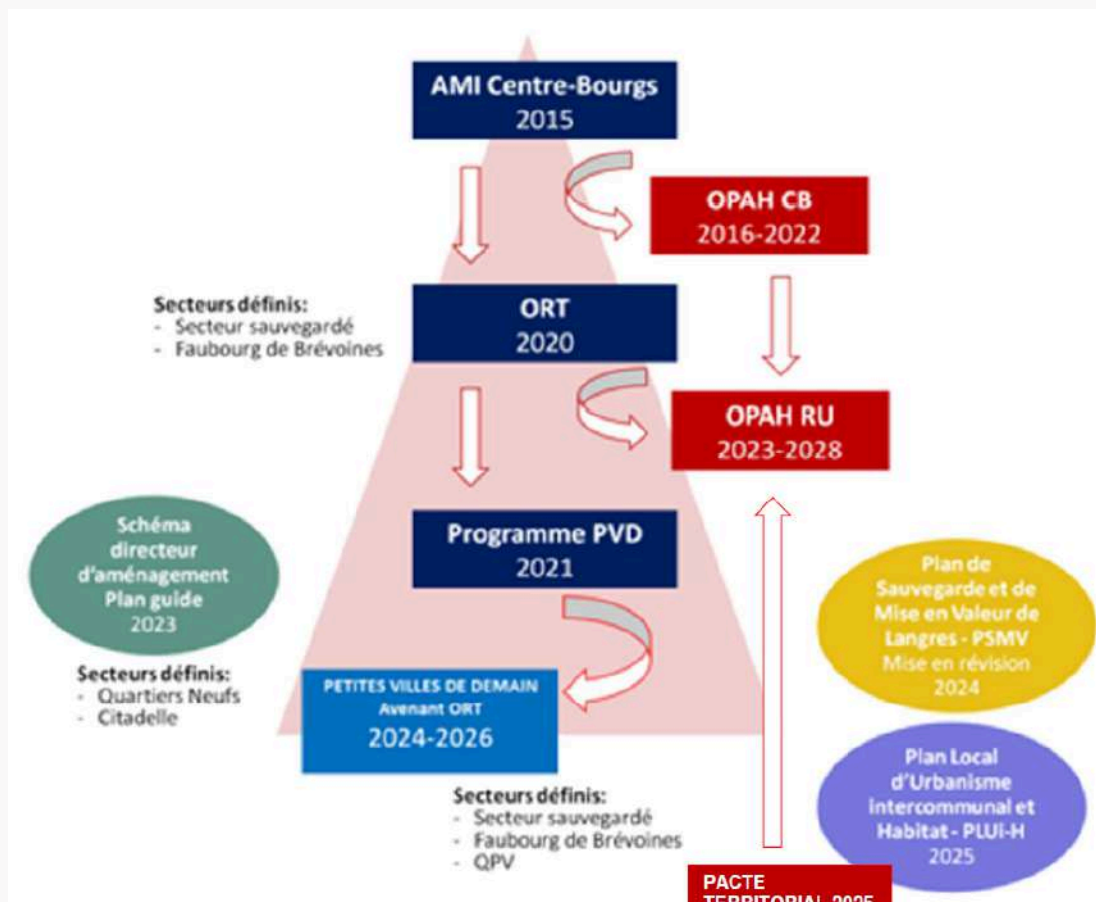 AMI Centre-Bourgs
2015
OPAH CB
2016-2022
Secteurs définis:
- Secteur sauvegardé
- Faubourg de Brévoines
ORT
2020
OPAH RU
2023-2028
Schéma
directeur
d'aménagement
Plan guide
2023
Programme PVD
2021
Plan de
Sauvegarde et de
Mise en Valeur de
Langres - PSMV
Mise en révision
2024
Secteurs définis:
- Quartiers Neufs
- Citadelle
PETITES VILLES DE DEMAIN
Avenant ORT
2024-2026
Plan Local
d'Urbanisme
intercommunal et
Habitat - PLUi-H
2025
Secteurs définis:
- Secteur sauvegardé
- Faubourg de Brévoines
- QPV
PACTE
TERRITORIAL 2025